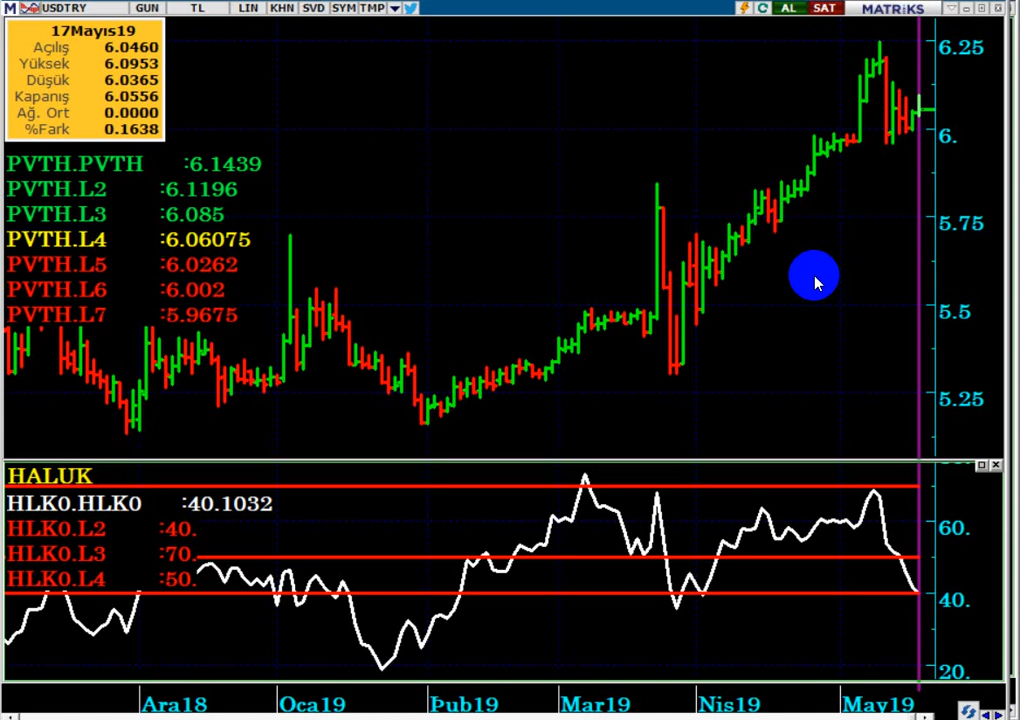 M USDTRY GUN TL LIN KHN SVD SYM TMP AL SAT MATRiKS
17Mayıs19
Açılış 6.0460
Yüksek 6.0953
Düşük 6.0365
Kapanış 6.0556
Ağ. Ort 0.0000
%Fark 0.1638
PVTH.PVTH :6.1439
PVTH.L2 :6.1196
PVTH.L3 :6.085
PVTH.L4 :6.06075
PVTH.L5 :6.0262
PVTH.L6 :6.002
PVTH.L7 :5.9675
6.25
6.
5.75
5.5
5.25
HALUK
HLK0.HLK0 :40.1032
HLK0.L2 :40.
HLK0.L3 :70.
HLK0.L4 :50.
60.
40.
20.
Ara18 Oca19 Şub19 Mar19 Nis19 May19